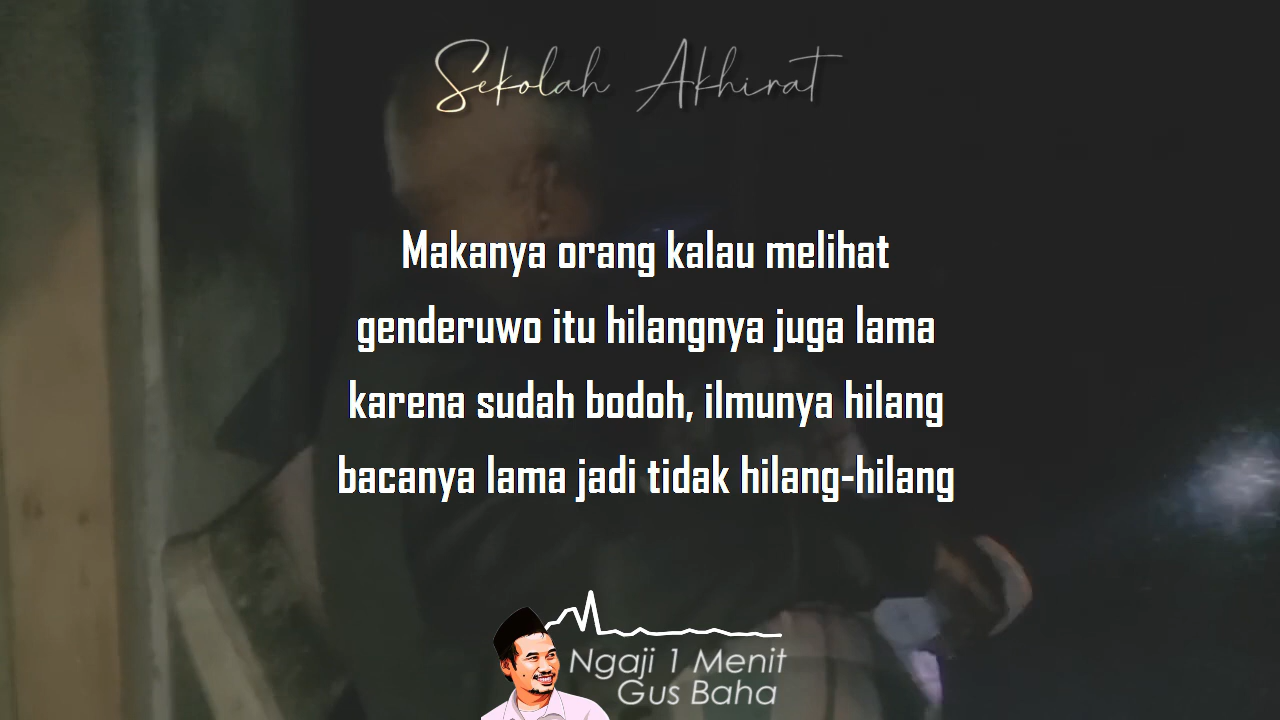 Sekolah Akhirat
Makanya orang kalau melihat
genderuwo itu hilangnya juga lama
karena sudah bodoh, ilmunya hilang
bacanya lama jadi tidak hilang-hilang
Ngaji 1 Menit
Gus Baha